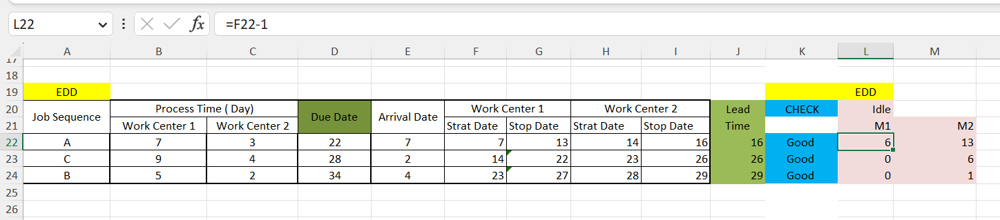 L22 fx =F22-1
A B C D E F G H I J K L M
17
18
19 EDD EDD
20 Job Sequence Process Time ( Day) Due Date Arrival Date Work Center 1 Work Center 2 Lead CHECK Idle
21 Work Center 1 Work Center 2 Strat Date Stop Date Strat Date Stop Date Time M1 M2
22 A 7 3 22 7 7 13 14 16 16 Good 6 13
23 C 9 4 28 2 14 22 23 26 26 Good 0 6
24 B 5 2 34 4 23 27 28 29 29 Good 0 1
25
26